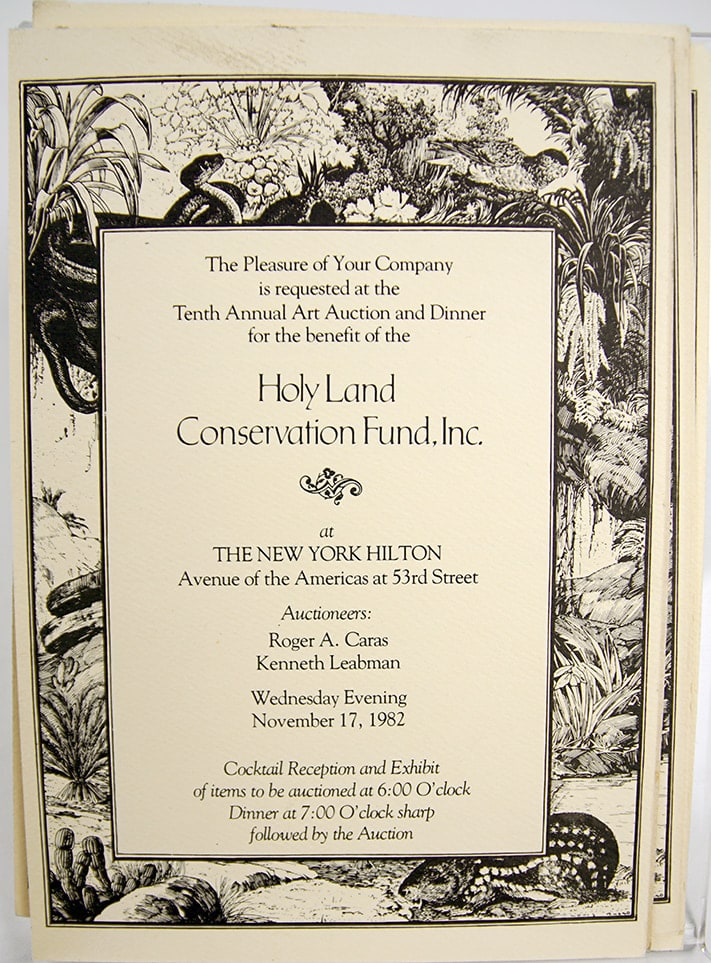 The Pleasure of Your Company
is requested at the
Tenth Annual Art Auction and Dinner
for the benefit of the
Holy Land
Conservation Fund, Inc.
at
THE NEW YORK HILTON
Avenue of the Americas at 53rd Street
Auctioneers:
Roger A. Caras
Kenneth Leabman
Wednesday Evening
November 17, 1982
Cocktail Reception and Exhibit
of items to be auctioned at 6:00 O'clock
Dinner at 7:00 O'clock sharp
followed by the Auction